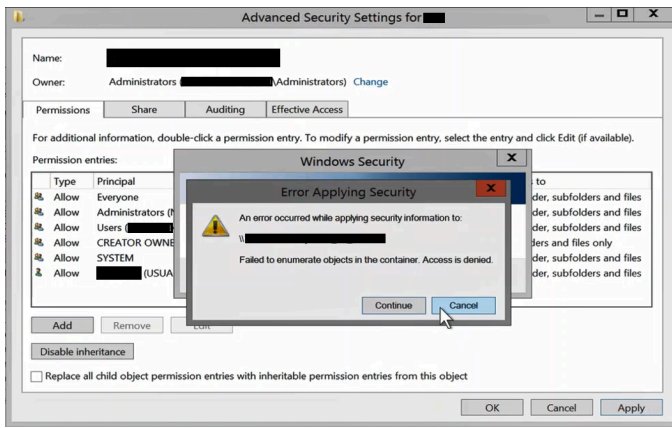 Advanced Security Settings for
Name:
Owner: Administrators ( \Administrators) Change
Permissions Share Auditing Effective Access
For additional information, double-click a permission entry. To modify a permission entry, select the entry and click Edit (if available).
Permission entries:
Windows Security
X
Type Principal to
Error Applying Security
X
Allow Everyone der, subfolders and files
Allow Administrators ( der, subfolders and files
Allow Users ( der, subfolders and files
Allow CREATOR OWNE ders and files only
Allow SYSTEM der, subfolders and files
Allow (USUA der, subfolders and files
An error occurred while applying security information to:
\\
Failed to enumerate objects in the container. Access is denied.
Continue Cancel
Add Remove Edit
Disable inheritance
Replace all child object permission entries with inheritable permission entries from this object
OK Cancel Apply